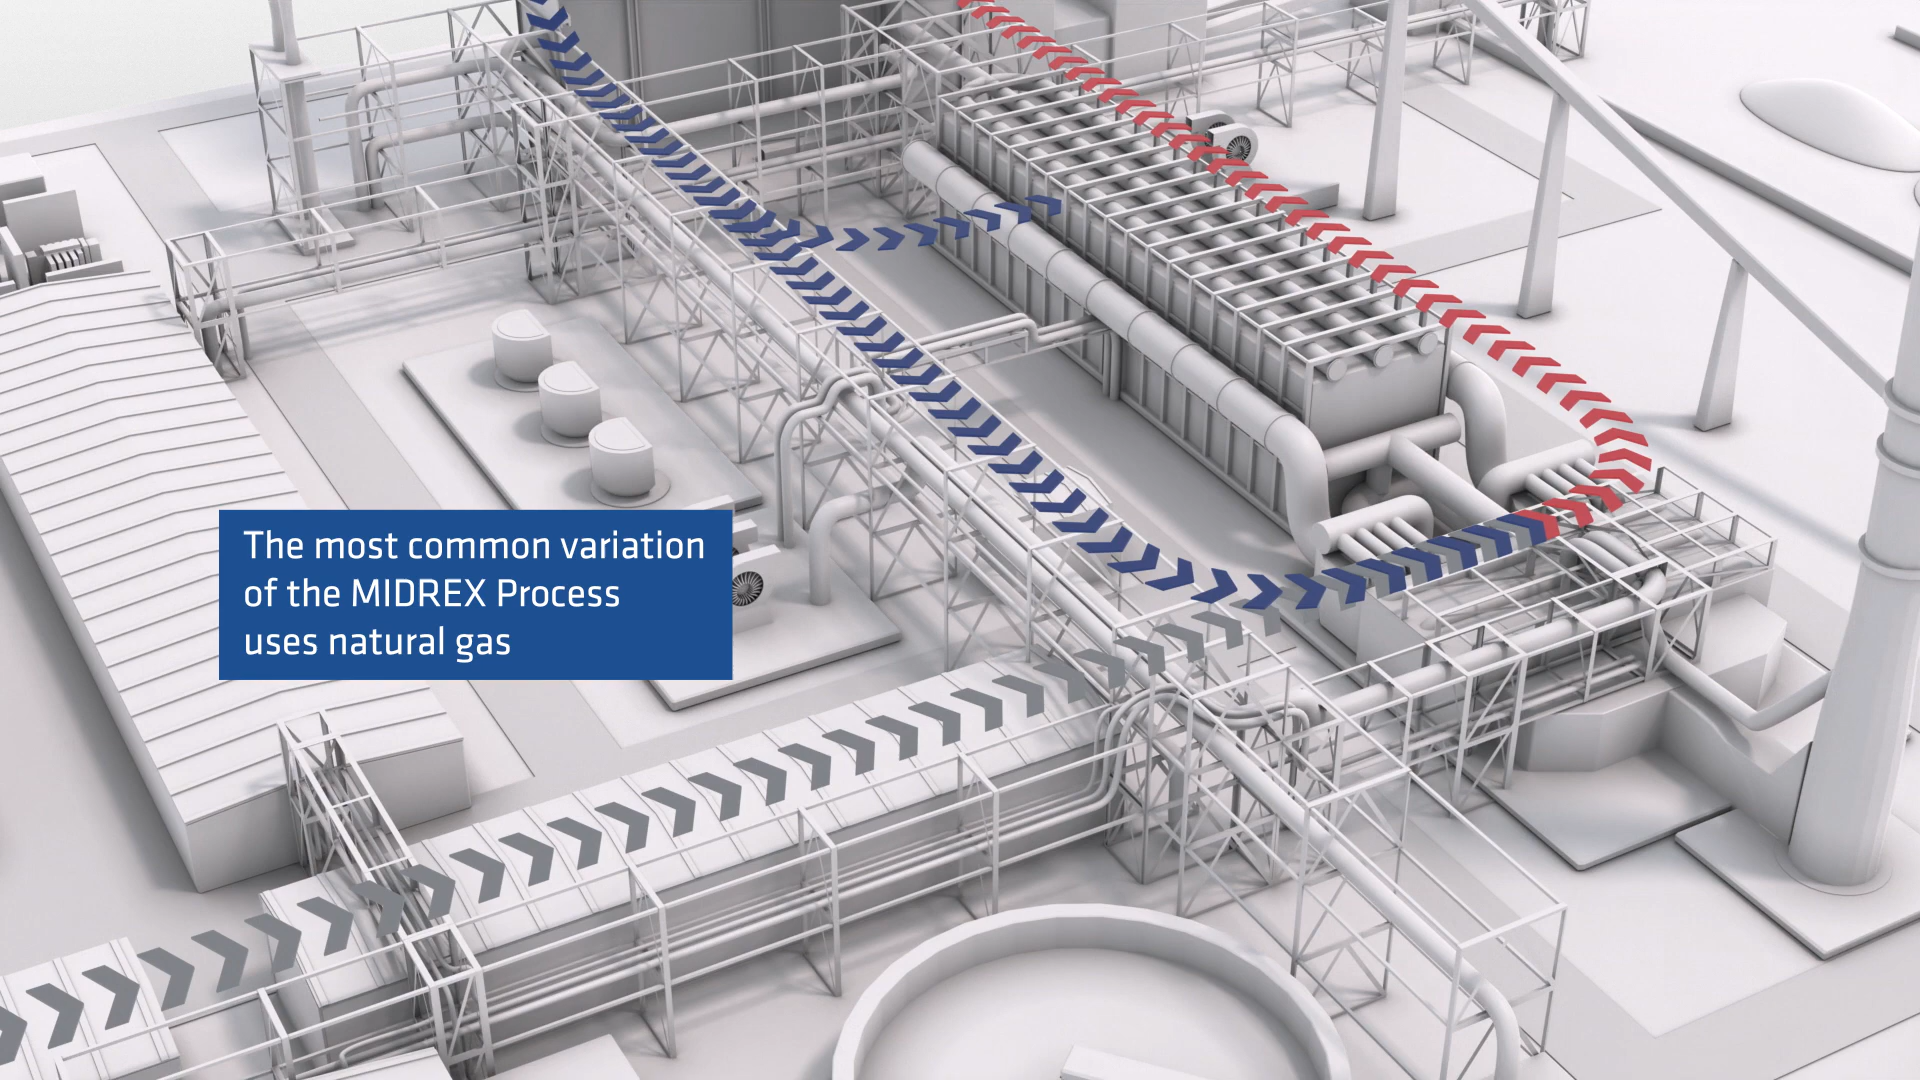 The most common variation
of the MIDREX Process
uses natural gas